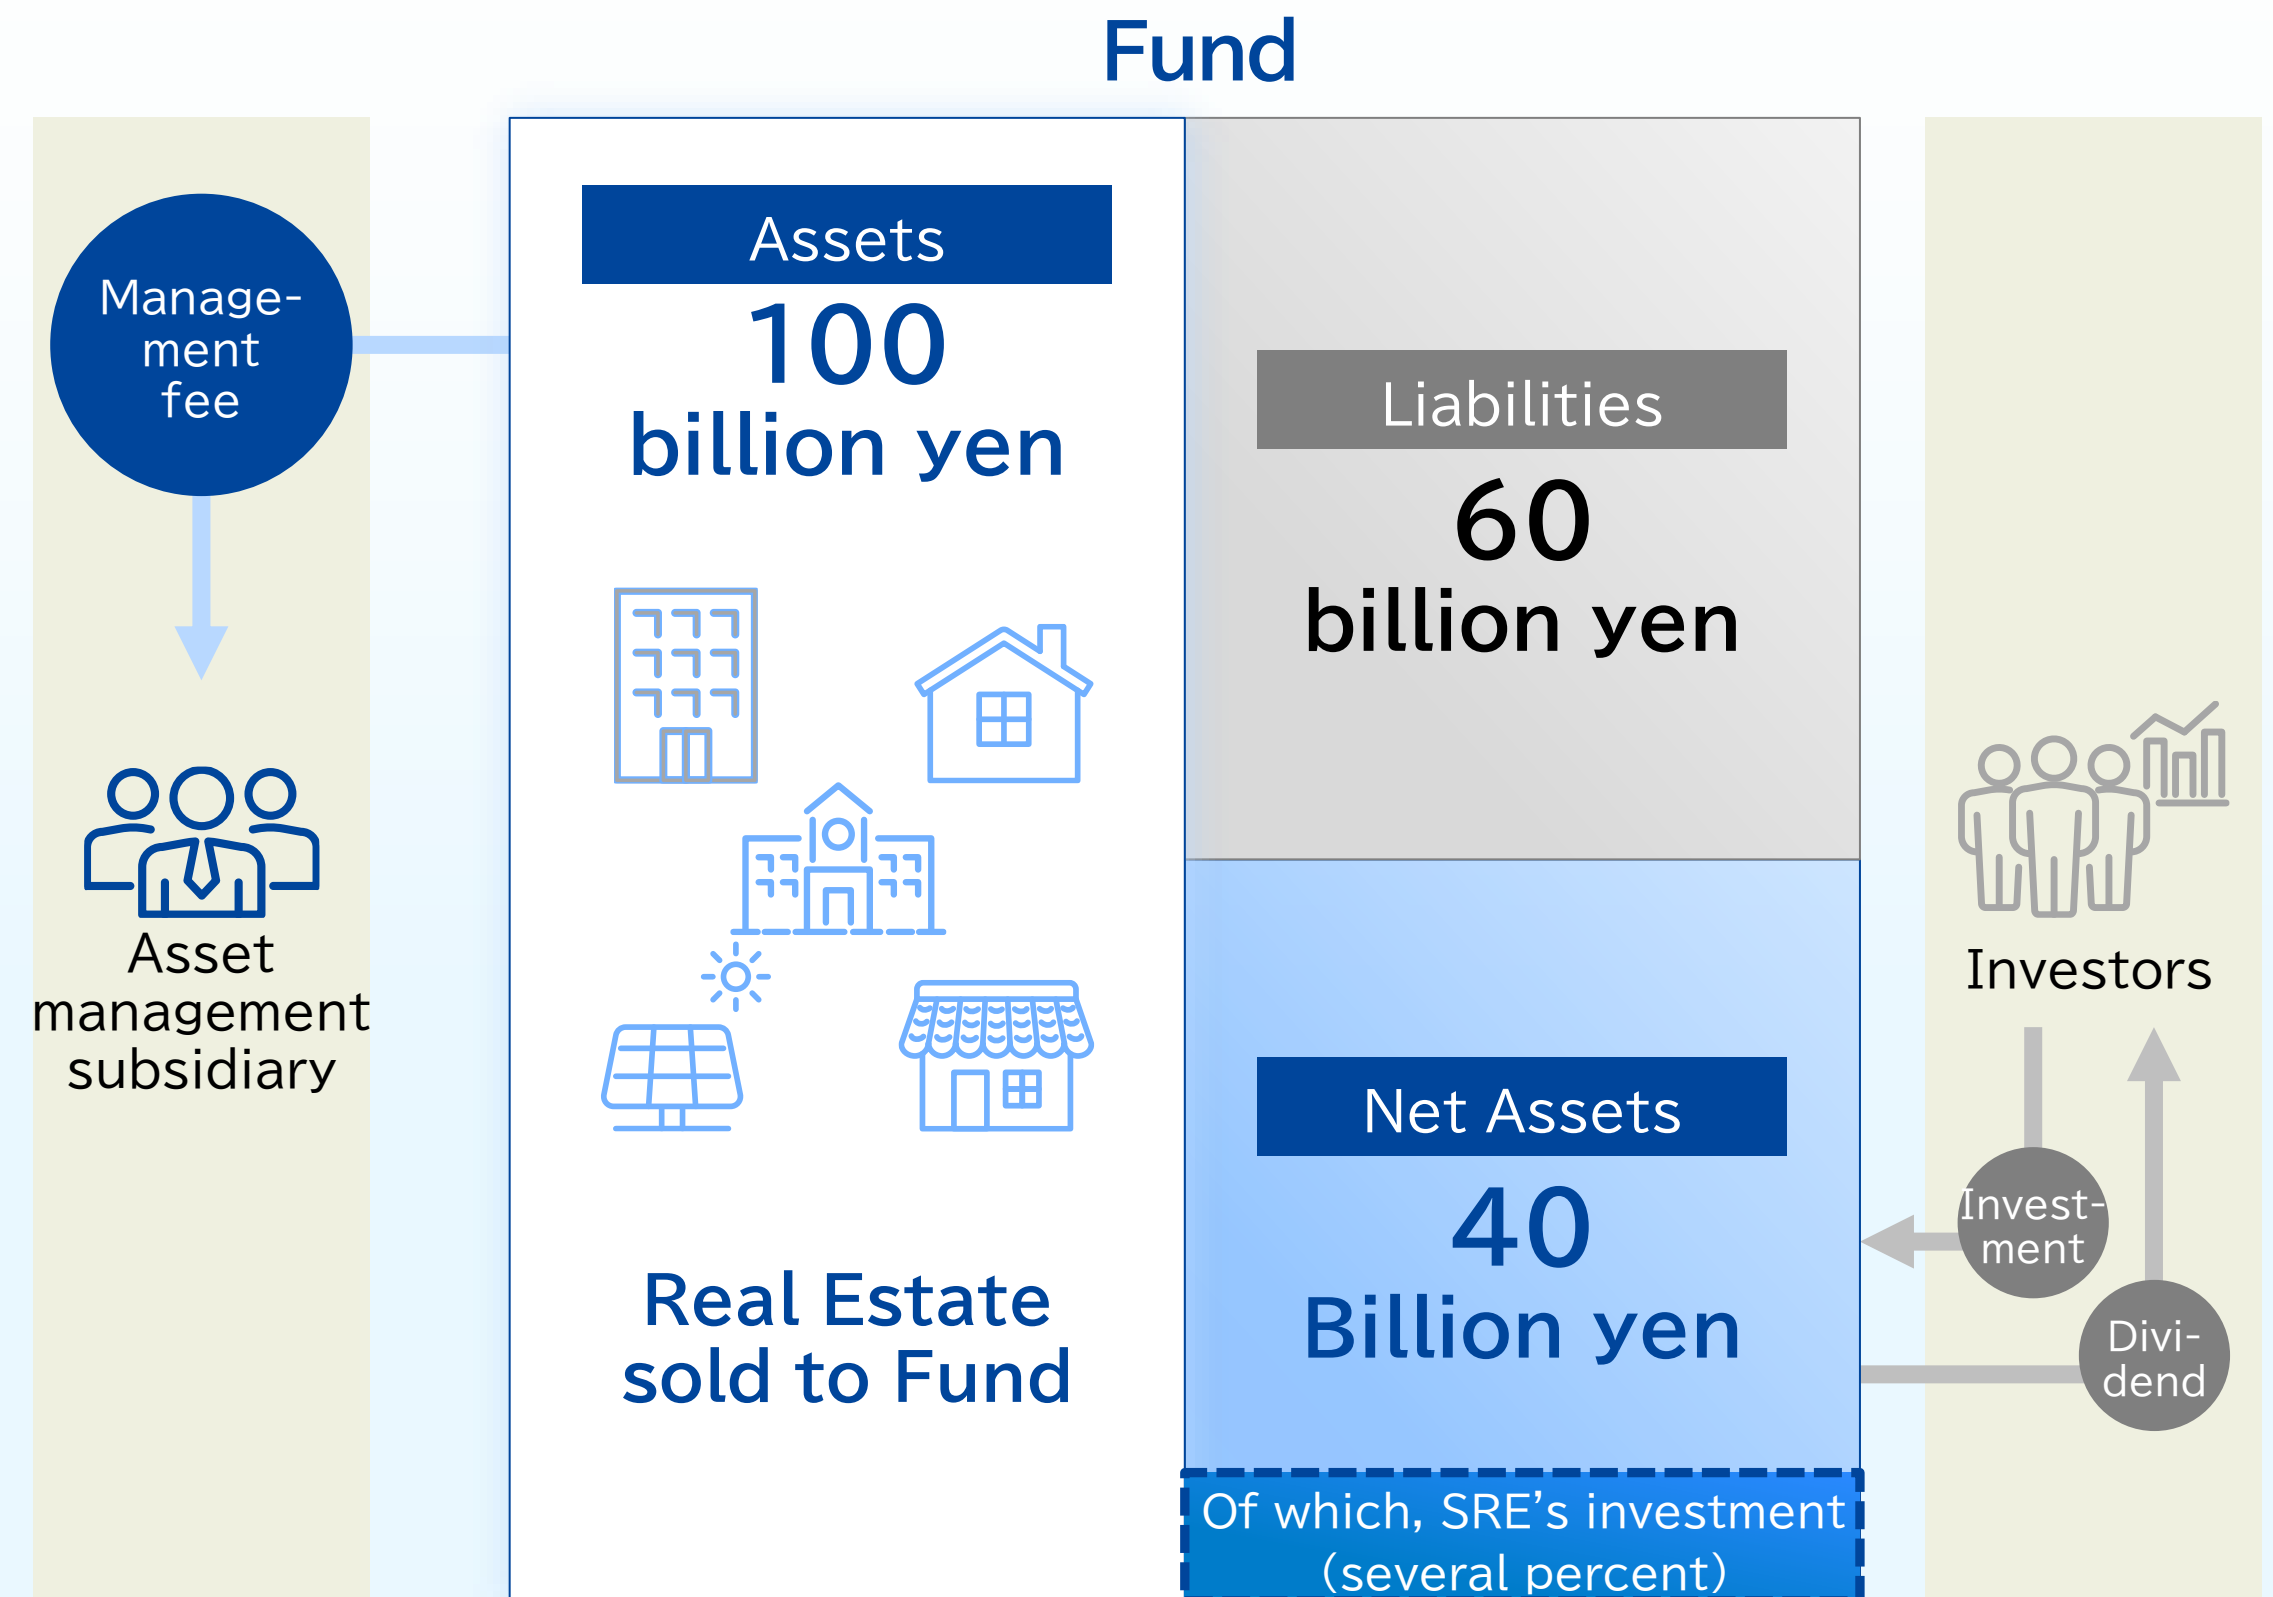 Fund
Manage-
ment
fee
Asset
management
subsidiary
Assets
100
billion yen
Real Estate
sold to Fund
Liabilities
60
billion yen
Net Assets
40
Billion yen
Of which, SRE’s investment
(several percent)
Investors
Invest-
ment
Divi-
dend